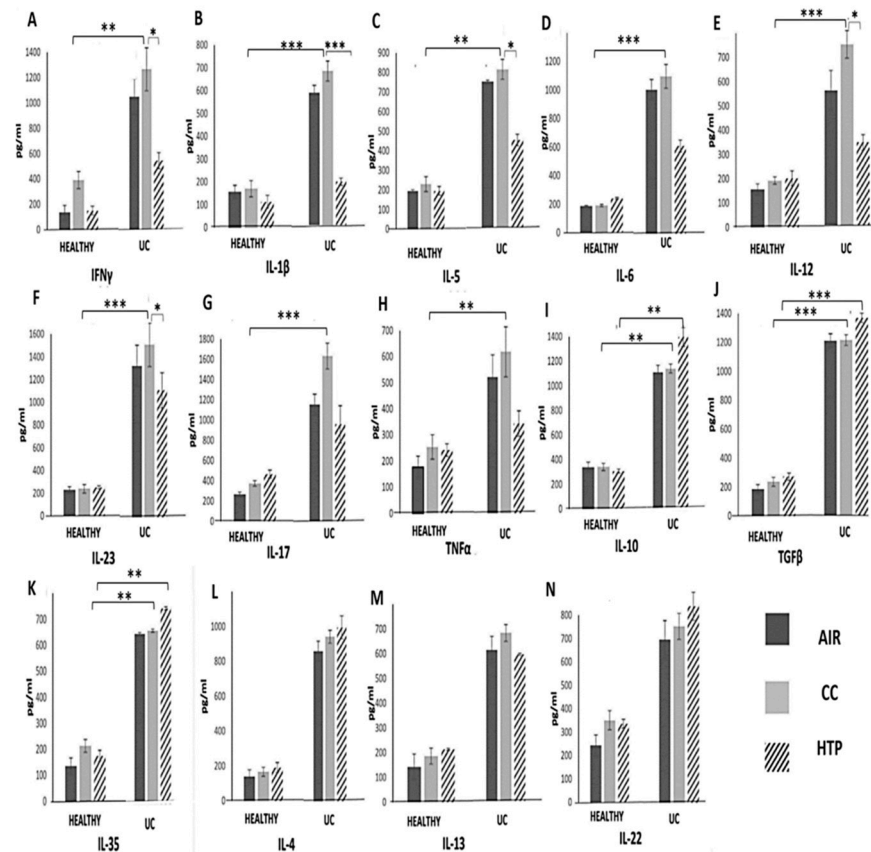 A
**
*
1400
1200
1000
800
600
400
200
0
pg/ml
HEALTHY
UC
IFNγ
B
***
***
800
700
600
500
400
300
200
100
0
pg/ml
HEALTHY
UC
IL-1β
C
**
*
900
800
700
600
500
400
300
200
100
0
pg/ml
HEALTHY
UC
IL-5
D
***
1200
1000
800
600
400
200
0
pg/ml
HEALTHY
UC
IL-6
E
***
*
800
700
600
500
400
300
200
100
0
pg/ml
HEALTHY
UC
IL-12
F
***
*
1600
1400
1200
1000
800
600
400
200
0
pg/ml
HEALTHY
UC
IL-23
G
***
1800
1600
1400
1200
1000
800
600
400
200
0
pg/ml
HEALTHY
UC
IL-17
H
**
700
600
500
400
300
200
100
0
pg/ml
HEALTHY
UC
TNFα
I
**
**
1400
1200
1000
800
600
400
200
0
pg/ml
HEALTHY
UC
IL-10
J
***
***
1400
1200
1000
800
600
400
200
0
pg/ml
HEALTHY
UC
TGFβ
K
**
**
700
600
500
400
300
200
100
0
pg/ml
HEALTHY
UC
IL-35
L
1000
800
600
400
200
0
pg/ml
HEALTHY
UC
IL-4
M
700
600
500
400
300
200
100
0
pg/ml
HEALTHY
UC
IL-13
N
800
700
600
500
400
300
200
100
0
pg/ml
HEALTHY
UC
IL-22
AIR
CC
HTP